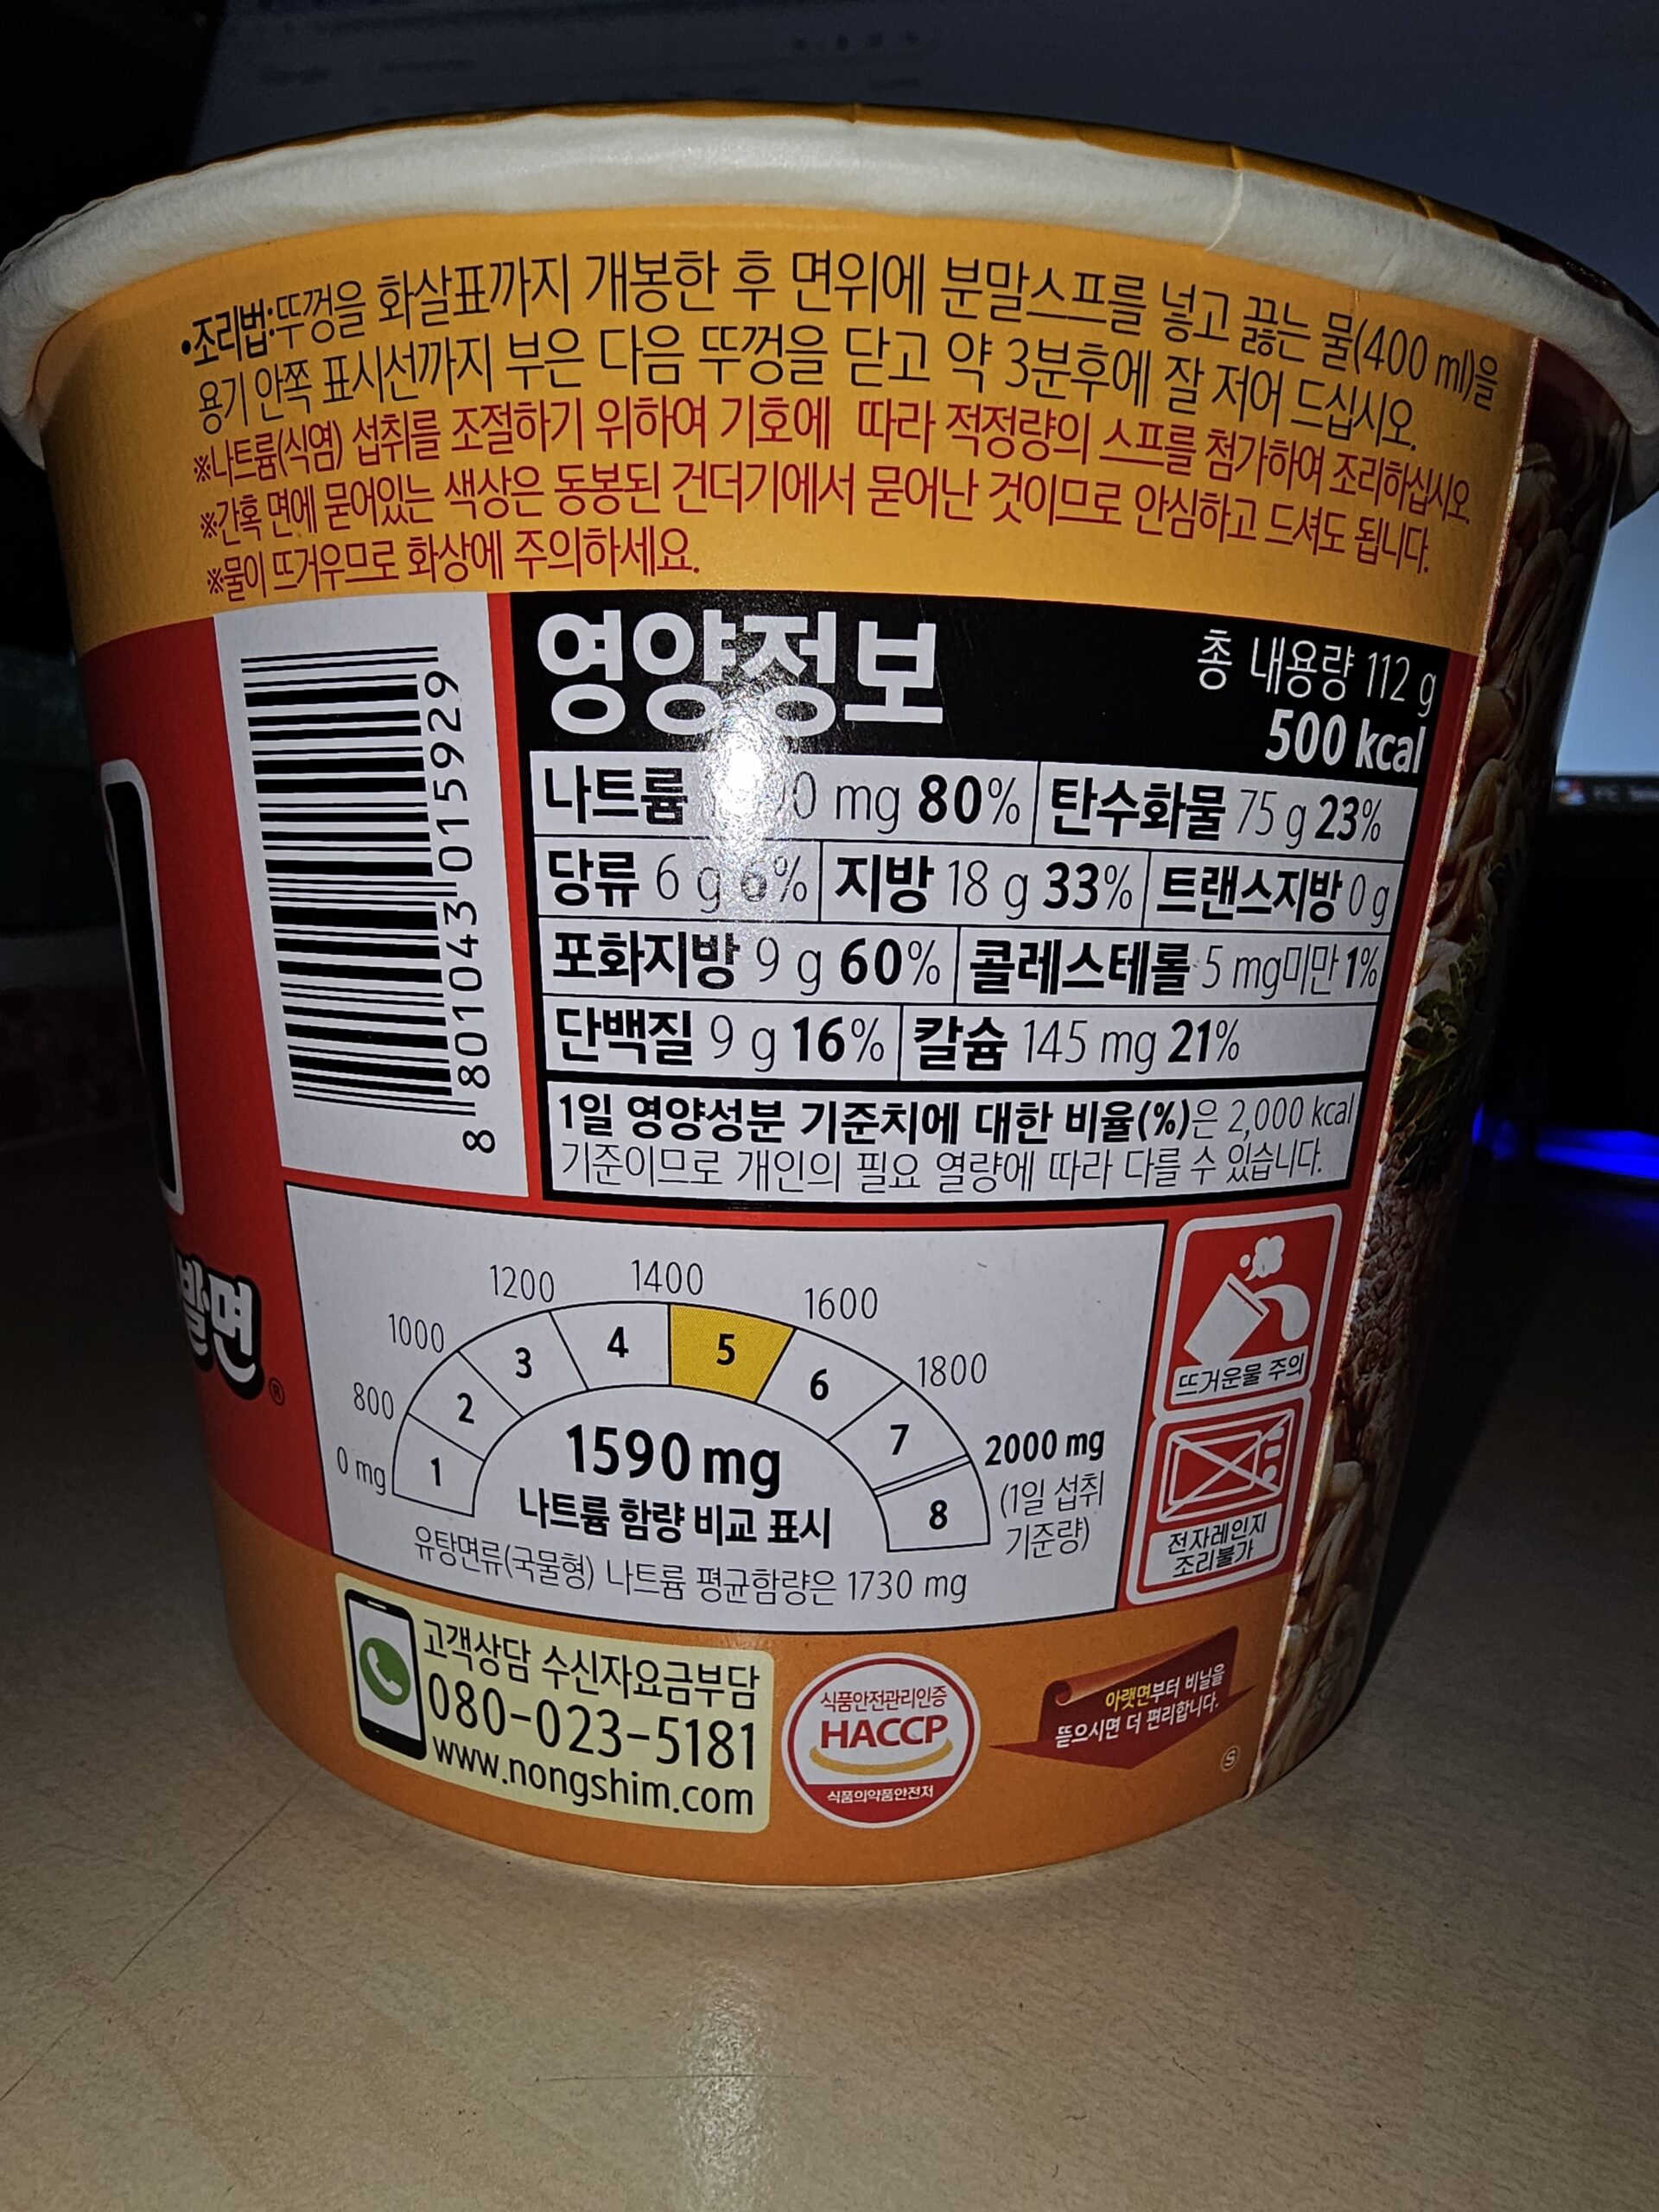 •조리법:뚜껑을 화살표까지 개봉한 후 면위에 분말스프를 넣고 끓는 물(400 ml)을
용기 안쪽 표시선까지 부은 다음 뚜껑을 닫고 약 3분후에 잘 저어 드십시오.
※나트륨(식염) 섭취를 조절하기 위하여 기호에 따라 적정량의 스프를 첨가하여 조리하십시오.
※간혹 면에 묻어있는 색상은 동봉된 건더기에서 묻어난 것이므로 안심하고 드셔도 됩니다.
※물이 뜨거우므로 화상에 주의하세요.
8 801043 015929
영양정보
총 내용량 112 g
500 kcal
나트륨 mg 80% 탄수화물 75 g 23%
당류 6 g 6% 지방 18 g 33% 트랜스지방 0 g
포화지방 9 g 60% 콜레스테롤 5 mg미만 1%
단백질 9 g 16% 칼슘 145 mg 21%
1일 영양성분 기준치에 대한 비율(%)은 2,000 kcal
기준이므로 개인의 필요 열량에 따라 다를 수 있습니다.
발면®
0 mg 800 1000 1200 1400 1600 1800 2000 mg
(1일 섭취
기준량)
1 2 3 4 5 6 7 8
1590 mg
나트륨 함량 비교 표시
유탕면류(국물형) 나트륨 평균함량은 1730 mg
뜨거운물 주의
전자레인지
조리불가
고객상담 수신자요금부담
080-023-5181
www.nongshim.com
식품안전관리인증
HACCP
식품의약품안전처
아랫면부터 비닐을
뜯으시면 더 편리합니다.
Ⓢ